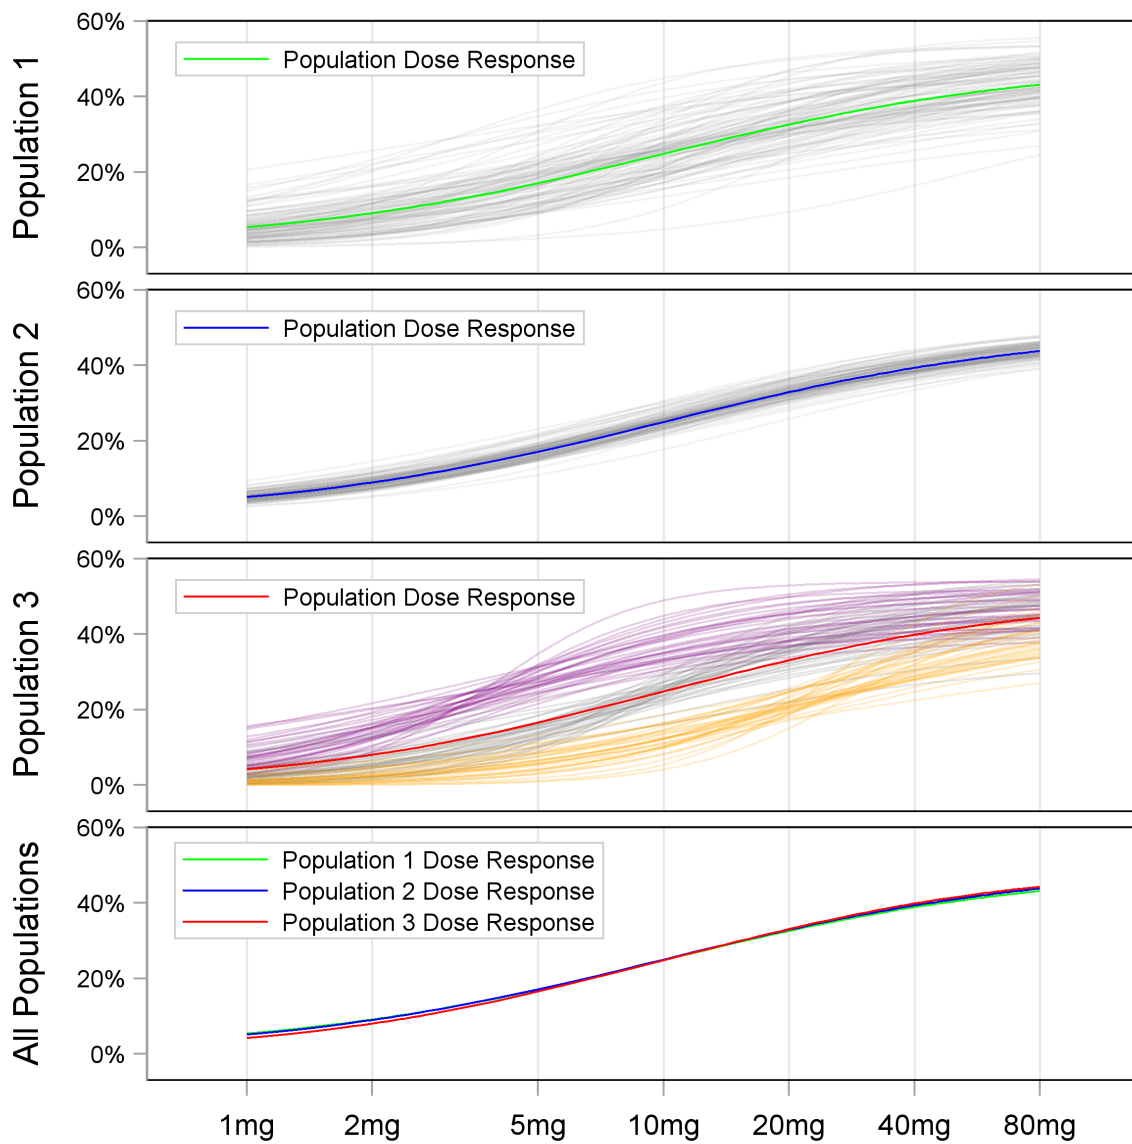 Population 1
60%
40%
20%
0%
Population Dose Response
Population 2
60%
40%
20%
0%
Population Dose Response
Population 3
60%
40%
20%
0%
Population Dose Response
All Populations
60%
40%
20%
0%
Population 1 Dose Response
Population 2 Dose Response
Population 3 Dose Response
1mg 2mg 5mg 10mg 20mg 40mg 80mg